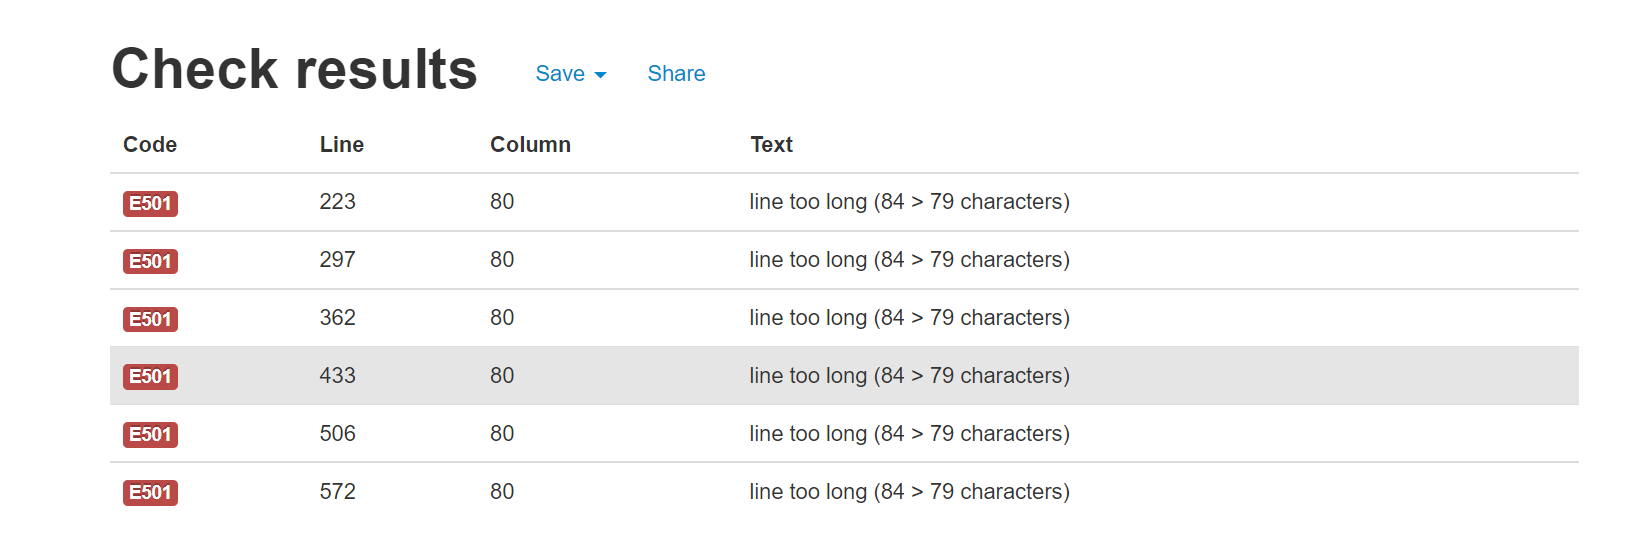 Check results Save Share
Code Line Column Text
E501 223 80 line too long (84 > 79 characters)
E501 297 80 line too long (84 > 79 characters)
E501 362 80 line too long (84 > 79 characters)
E501 433 80 line too long (84 > 79 characters)
E501 506 80 line too long (84 > 79 characters)
E501 572 80 line too long (84 > 79 characters)